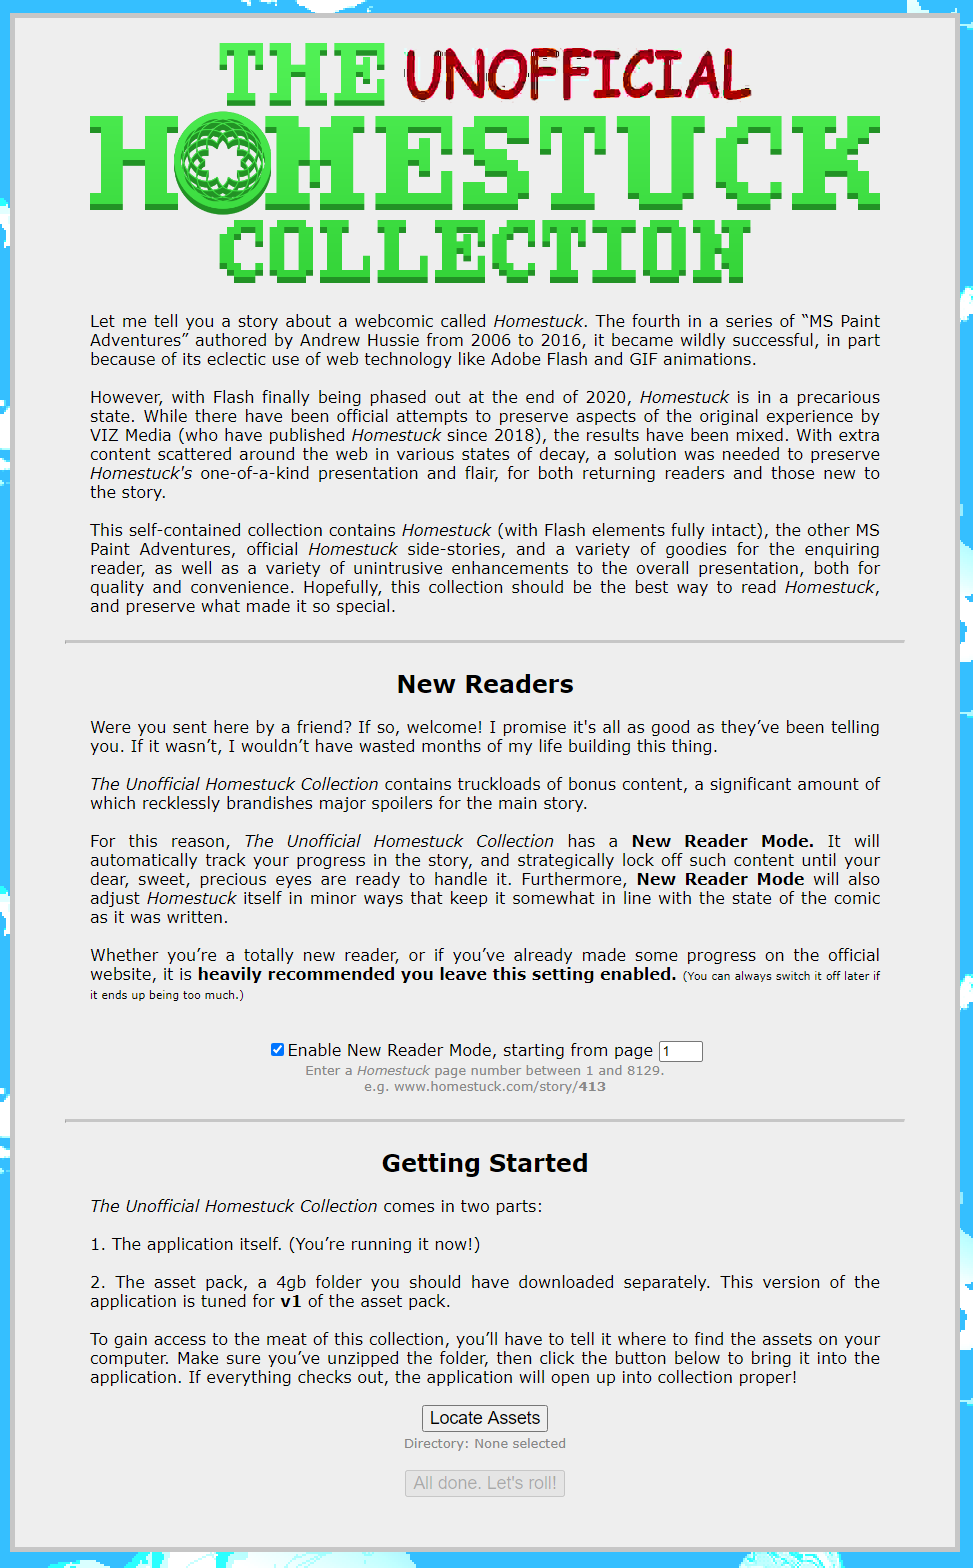 THE UNOFFICIAL
HOMESTUCK
COLLECTION
Let me tell you a story about a webcomic called Homestuck. The fourth in a series of “MS Paint
Adventures” authored by Andrew Hussie from 2006 to 2016, it became wildly successful, in part
because of its eclectic use of web technology like Adobe Flash and GIF animations.
However, with Flash finally being phased out at the end of 2020, Homestuck is in a precarious
state. While there have been official attempts to preserve aspects of the original experience by
VIZ Media (who have published Homestuck since 2018), the results have been mixed. With extra
content scattered around the web in various states of decay, a solution was needed to preserve
Homestuck's one-of-a-kind presentation and flair, for both returning readers and those new to
the story.
This self-contained collection contains Homestuck (with Flash elements fully intact), the other MS
Paint Adventures, official Homestuck side-stories, and a variety of goodies for the enquiring
reader, as well as a variety of unintrusive enhancements to the overall presentation, both for
quality and convenience. Hopefully, this collection should be the best way to read Homestuck,
and preserve what made it so special.
New Readers
Were you sent here by a friend? If so, welcome! I promise it's all as good as they’ve been telling
you. If it wasn’t, I wouldn’t have wasted months of my life building this thing.
The Unofficial Homestuck Collection contains truckloads of bonus content, a significant amount of
which recklessly brandishes major spoilers for the main story.
For this reason, The Unofficial Homestuck Collection has a New Reader Mode. It will
automatically track your progress in the story, and strategically lock off such content until your
dear, sweet, precious eyes are ready to handle it. Furthermore, New Reader Mode will also
adjust Homestuck itself in minor ways that keep it somewhat in line with the state of the comic
as it was written.
Whether you’re a totally new reader, or if you’ve already made some progress on the official
website, it is heavily recommended you leave this setting enabled. (You can always switch it off later if
it ends up being too much.)
Enable New Reader Mode, starting from page 1
Enter a Homestuck page number between 1 and 8129.
e.g. www.homestuck.com/story/413
Getting Started
The Unofficial Homestuck Collection comes in two parts:
1. The application itself. (You’re running it now!)
2. The asset pack, a 4gb folder you should have downloaded separately. This version of the
application is tuned for v1 of the asset pack.
To gain access to the meat of this collection, you’ll have to tell it where to find the assets on your
computer. Make sure you’ve unzipped the folder, then click the button below to bring it into the
application. If everything checks out, the application will open up into collection proper!
Locate Assets
Directory: None selected
All done. Let's roll!